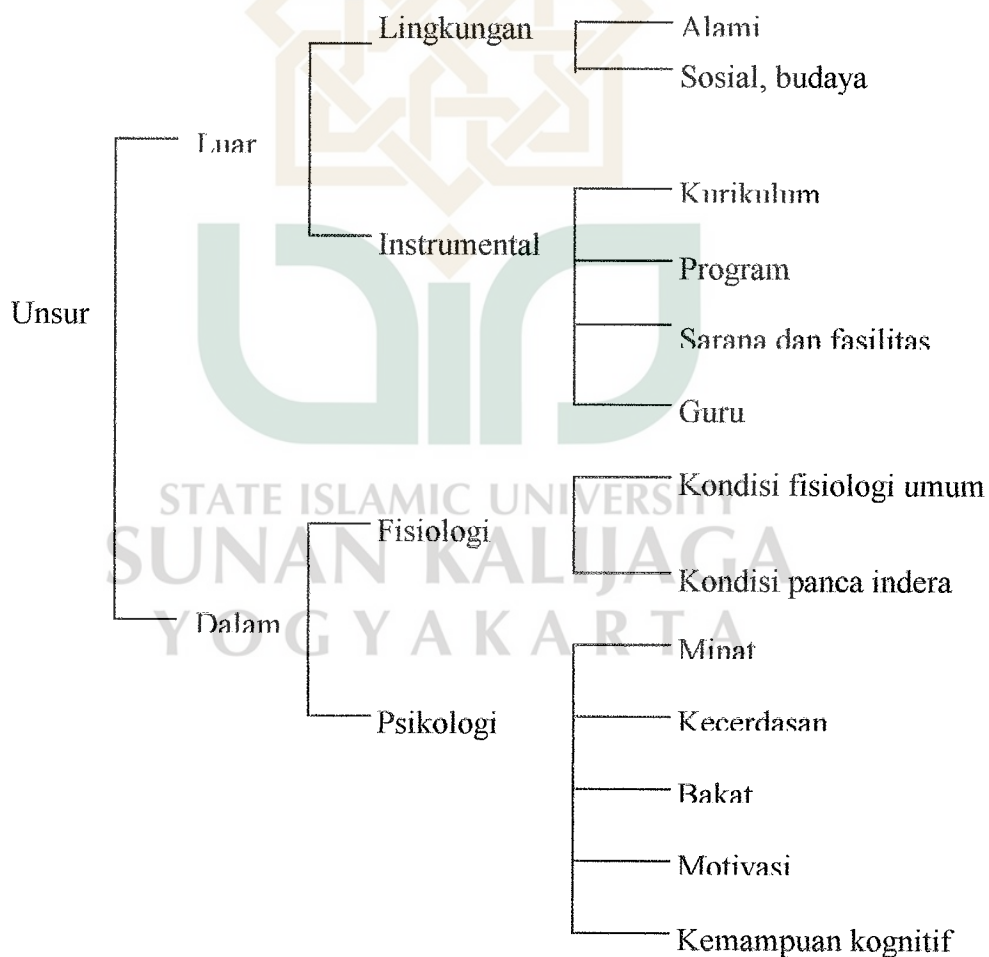 Lingkungan
Alami
Sosial, budaya
Luar
Kurikulum
Instrumental
Program
Unsur
Sarana dan fasilitas
Guru
STATE ISLAMIC UNIVERSITY
Kondisi fisiologi umum
Fisiologi
SUNAN KALIJAGA
Kondisi panca indera
Dalam
YOGYAKARTA
Minat
Psikologi
Kecerdasan
Bakat
Motivasi
Kemampuan kognitif